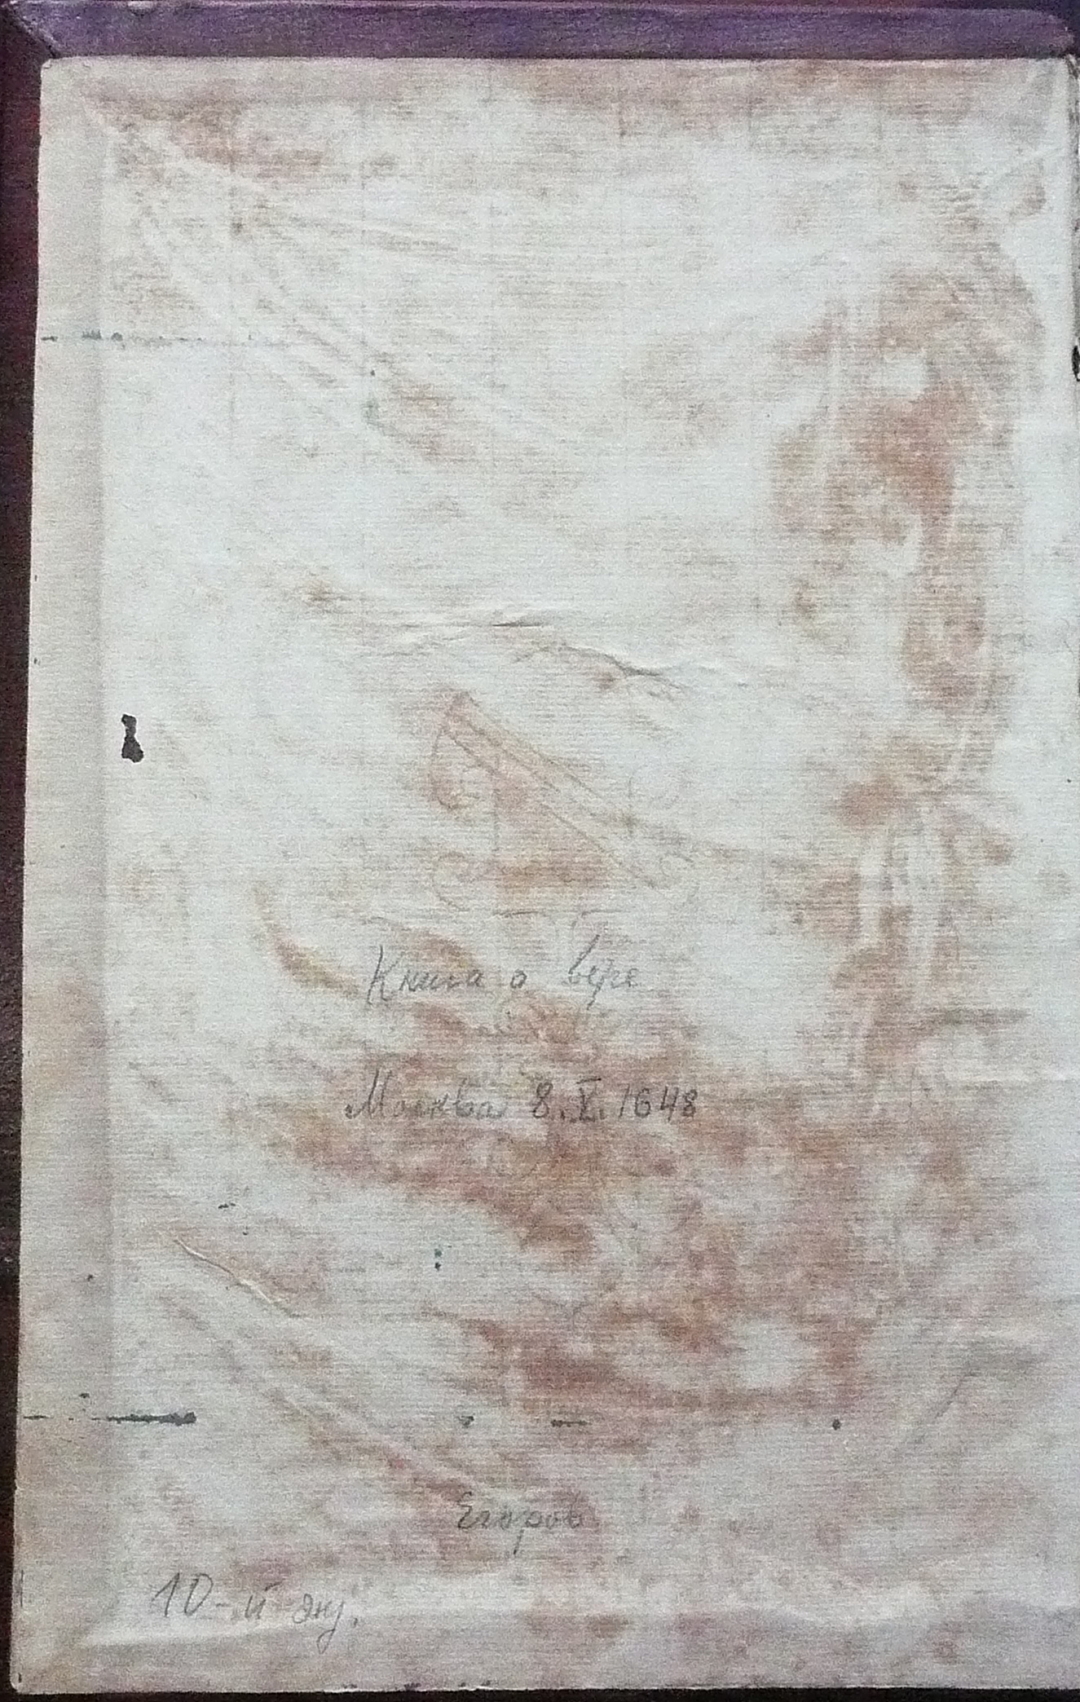 Книга о вере
Москва 8.V.1648
Егоров
10-й экз.